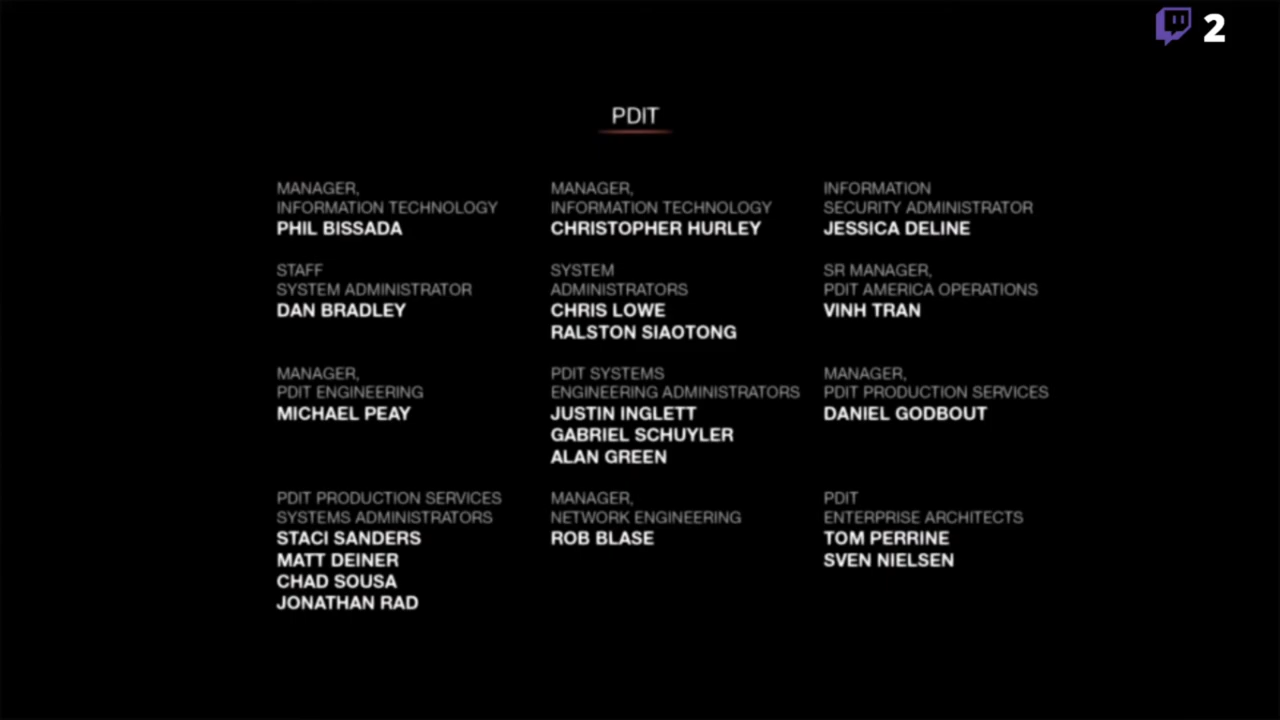 2
PDIT
MANAGER,
INFORMATION TECHNOLOGY
PHIL BISSADA
MANAGER,
INFORMATION TECHNOLOGY
CHRISTOPHER HURLEY
INFORMATION
SECURITY ADMINISTRATOR
JESSICA DELINE
STAFF
SYSTEM ADMINISTRATOR
DAN BRADLEY
SYSTEM
ADMINISTRATORS
CHRIS LOWE
RALSTON SIAOTONG
SR MANAGER,
PDIT AMERICA OPERATIONS
VINH TRAN
MANAGER,
PDIT ENGINEERING
MICHAEL PEAY
PDIT SYSTEMS
ENGINEERING ADMINISTRATORS
JUSTIN INGLETT
GABRIEL SCHUYLER
ALAN GREEN
MANAGER,
PDIT PRODUCTION SERVICES
DANIEL GODBOUT
PDIT PRODUCTION SERVICES
SYSTEMS ADMINISTRATORS
STACI SANDERS
MATT DEINER
CHAD SOUSA
JONATHAN RAD
MANAGER,
NETWORK ENGINEERING
ROB BLASE
PDIT
ENTERPRISE ARCHITECTS
TOM PERRINE
SVEN NIELSEN